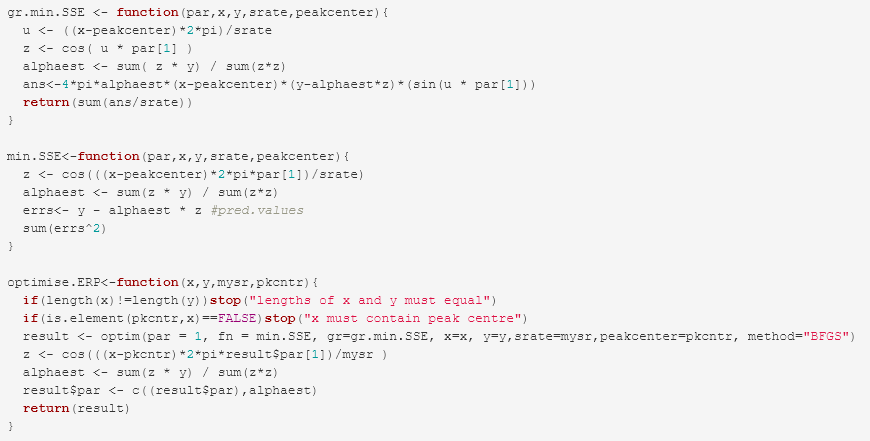 gr.min.SSE <- function(par,x,y,srate,peakcenter){
  u <- ((x-peakcenter)*2*pi)/srate
  z <- cos( u * par[1] )
  alphaest <- sum( z * y) / sum(z*z)
  ans<-4*pi*alphaest*(x-peakcenter)*(y-alphaest*z)*(sin(u * par[1]))
  return(sum(ans/srate))
}

min.SSE<-function(par,x,y,srate,peakcenter){
  z <- cos(((x-peakcenter)*2*pi*par[1])/srate)
  alphaest <- sum(z * y) / sum(z*z)
  errs<- y - alphaest * z #pred.values
  sum(errs^2)
}

optimise.ERP<-function(x,y,mysr,pkcntr){
  if(length(x)!=length(y))stop("lengths of x and y must equal")
  if(is.element(pkcntr,x)==FALSE)stop("x must contain peak centre")
  result <- optim(par = 1, fn = min.SSE, gr=gr.min.SSE, x=x, y=y,srate=mysr,peakcenter=pkcntr, method="BFGS")
  z <- cos(((x-pkcntr)*2*pi*result$par[1])/mysr )
  alphaest <- sum(z * y) / sum(z*z)
  result$par <- c((result$par),alphaest)
  return(result)
}